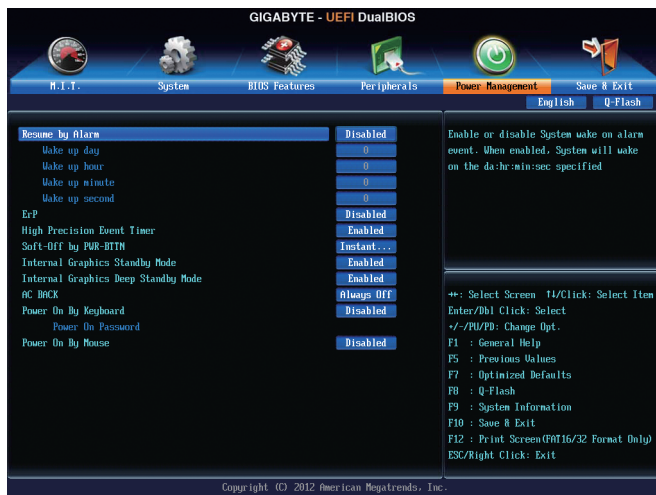 GIGABYTE - UEFI DualBIOS
M.I.T. System BIOS Features Peripherals Power Management Save & Exit
English Q-Flash
Resume by Alarm Disabled
Wake up day 0
Wake up hour 0
Wake up minute 0
Wake up second 0
ErP Disabled
High Precision Event Timer Enabled
Soft-Off by PWR-BTTN Instant...
Internal Graphics Standby Mode Enabled
Internal Graphics Deep Standby Mode Enabled
AC BACK Always Off
Power On By Keyboard Disabled
Power On Password
Power On By Mouse Disabled
Enable or disable System wake on alarm
event. When enabled, System will wake
on the da:hr:min:sec specified
→←: Select Screen ↑↓/Click: Select Item
Enter/Dbl Click: Select
+/-/PU/PD: Change Opt.
F1 : General Help
F5 : Previous Values
F7 : Optimized Defaults
F8 : Q-Flash
F9 : System Information
F10 : Save & Exit
F12 : Print Screen(FAT16/32 Format Only)
ESC/Right Click: Exit
Copyright (C) 2012 American Megatrends, Inc.